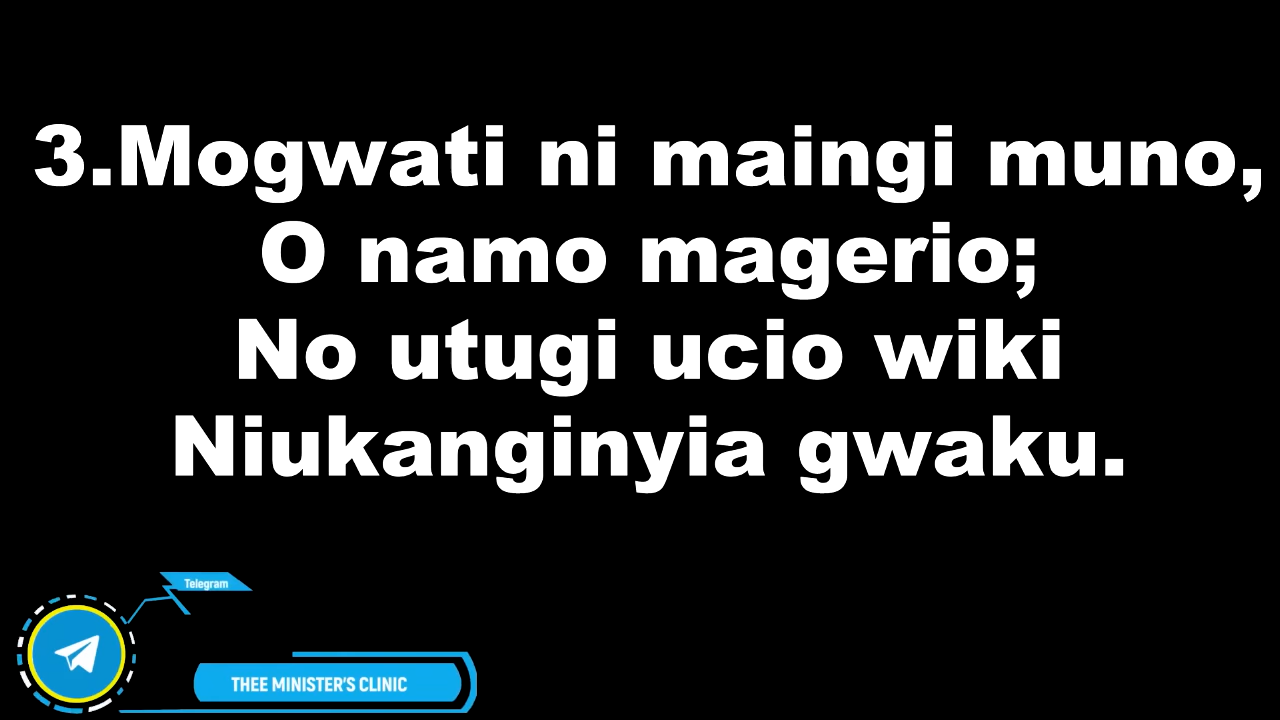 3.Mogwati ni maingi muno,
O namo magerio;
No utugi ucio wiki
Niukanginyia gwaku.
Telegram
THEE MINISTER'S CLINIC